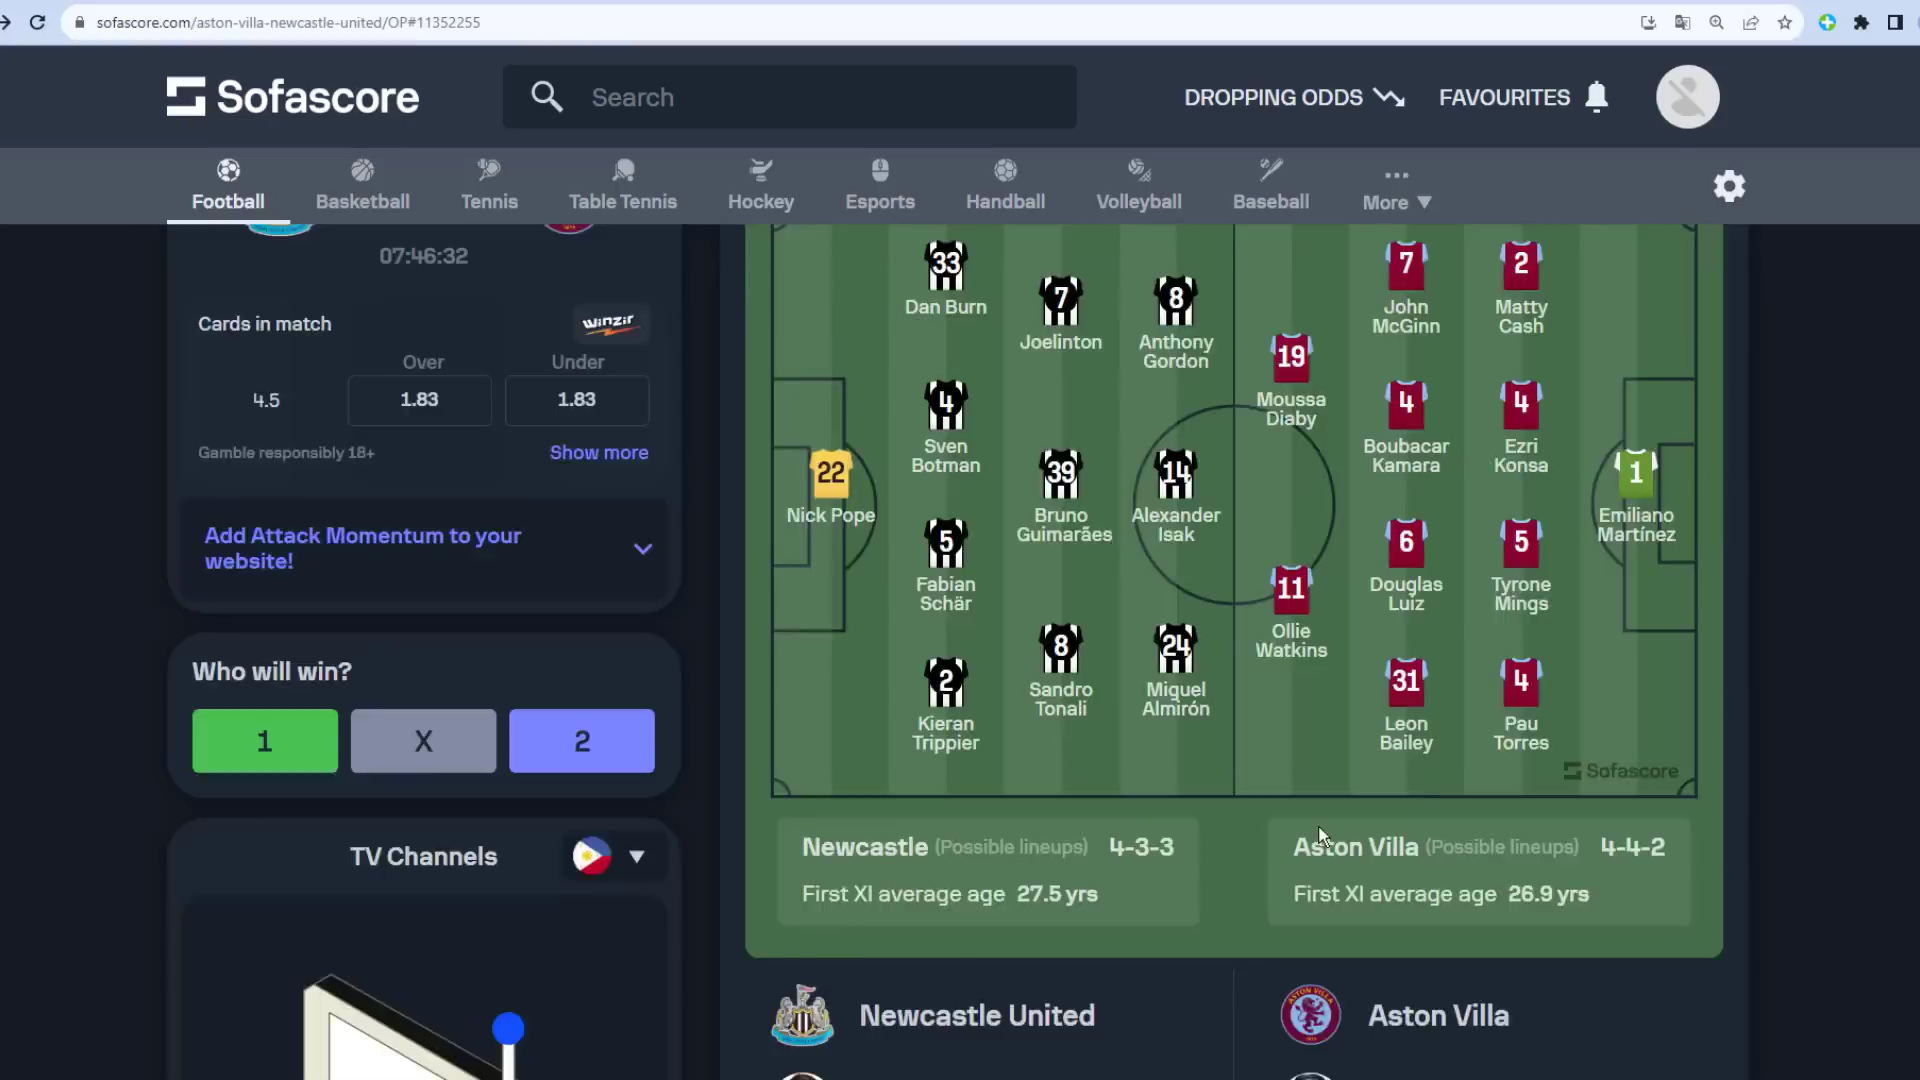 sofascore.com/aston-villa-newcastle-united/OP#11352255
Sofascore
Search
DROPPING ODDS
FAVOURITES
Football
Basketball
Tennis
Table Tennis
Hockey
Esports
Handball
Volleyball
Baseball
More ▼
07:46:32
Cards in match
WINZIR
Over
Under
4.5
1.83
1.83
Gamble responsibly 18+
Show more
Add Attack Momentum to your
website!
Who will win?
1
X
2
TV Channels
22
Nick Pope
33
Dan Burn
4
Sven
Botman
5
Fabian
Schär
2
Kieran
Trippier
7
Joelinton
39
Bruno
Guimarães
8
Sandro
Tonali
8
Anthony
Gordon
14
Alexander
Isak
24
Miguel
Almirón
19
Moussa
Diaby
11
Ollie
Watkins
7
John
McGinn
4
Boubacar
Kamara
6
Douglas
Luiz
31
Leon
Bailey
2
Matty
Cash
4
Ezri
Konsa
5
Tyrone
Mings
4
Pau
Torres
1
Emiliano
Martínez
Sofascore
Newcastle (Possible lineups) 4-3-3
First XI average age 27.5 yrs
Aston Villa (Possible lineups) 4-4-2
First XI average age 26.9 yrs
Newcastle United
ASTON VILLA
Aston Villa